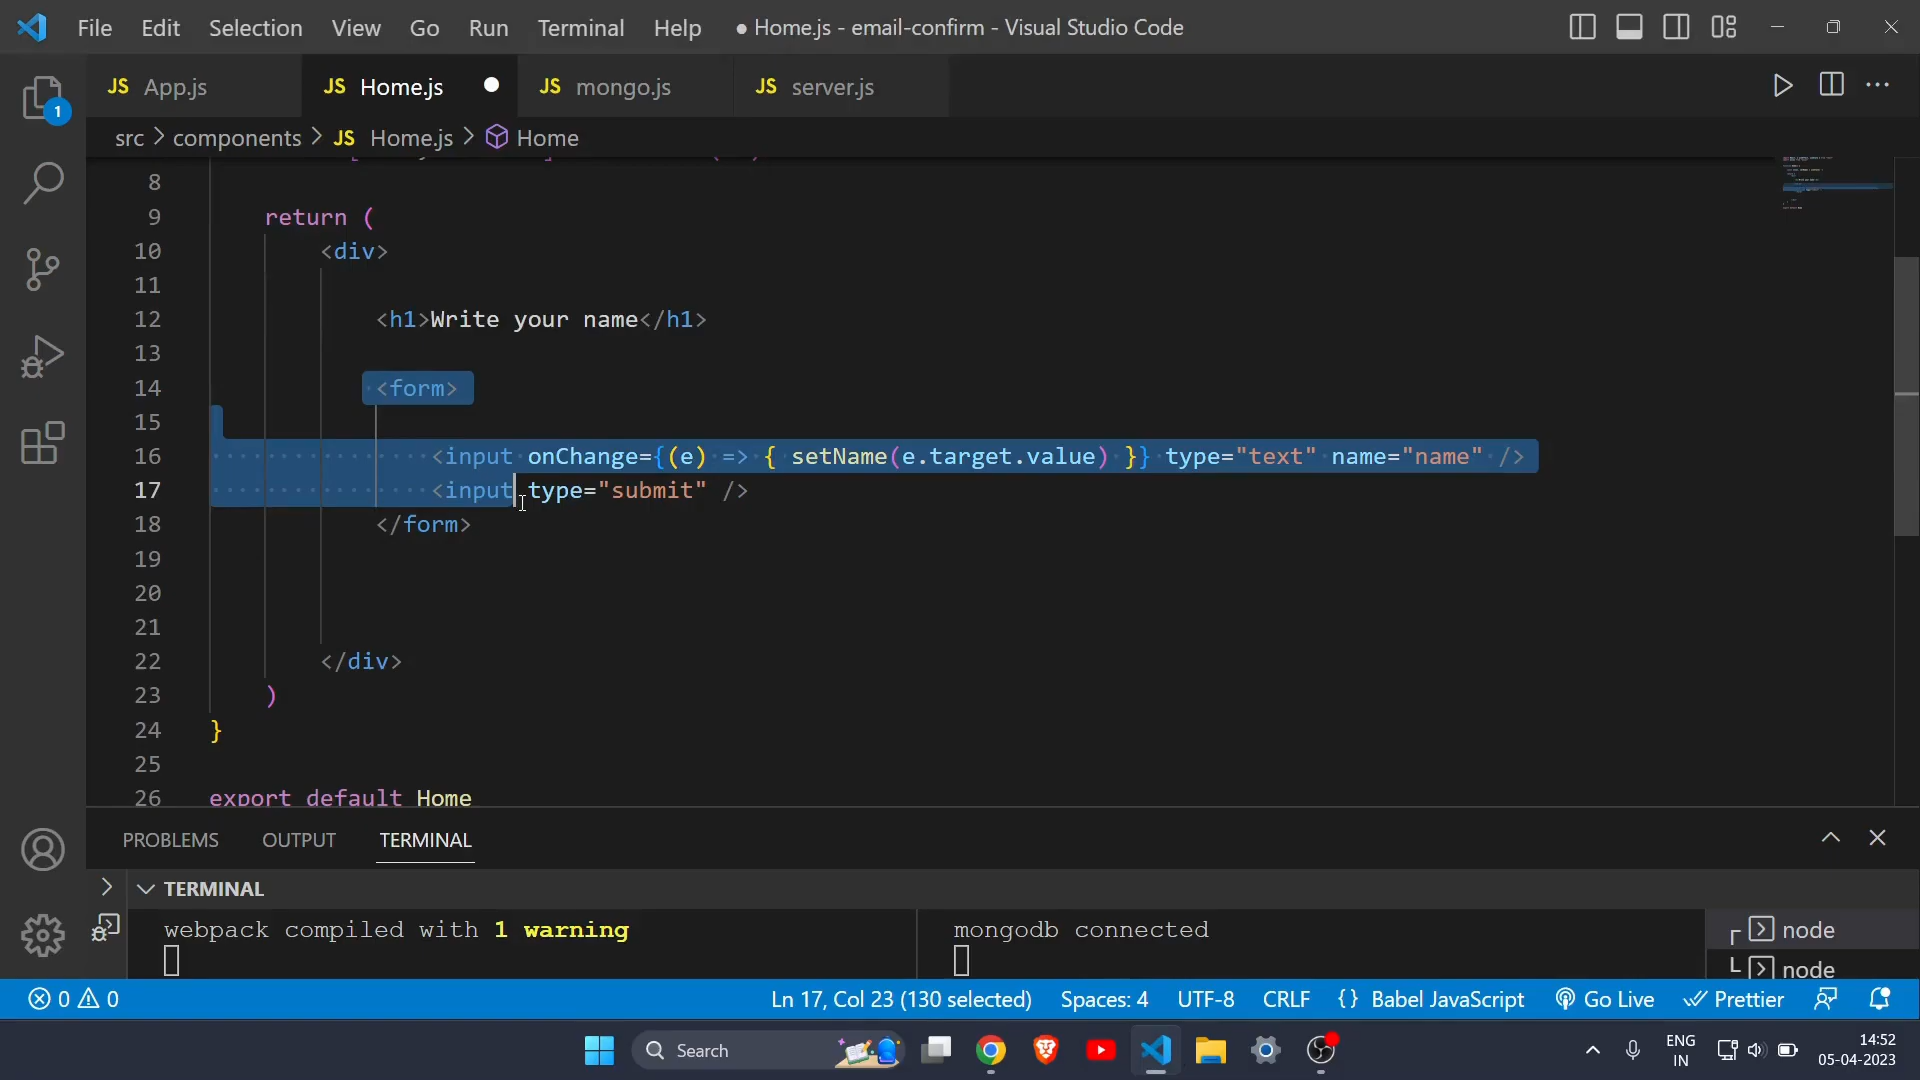 File Edit Selection View Go Run Terminal Help ● Home.js - email-confirm - Visual Studio Code
JS App.js JS Home.js JS mongo.js JS server.js
1
src > components > JS Home.js > Home
8
9 return (
10 <div>
11
12 <h1>Write your name</h1>
13
14 <form>
15
16 <input onChange={(e) => { setName(e.target.value) }} type="text" name="name" />
17 <input type="submit" />
18 </form>
19
20
21
22 </div>
23 )
24 }
25
26 export default Home
PROBLEMS OUTPUT TERMINAL
TERMINAL
webpack compiled with 1 warning
mongodb connected
node
node
0 0 Ln 17, Col 23 (130 selected) Spaces: 4 UTF-8 CRLF {} Babel JavaScript Go Live Prettier
Search
ENG
IN
14:52
05-04-2023